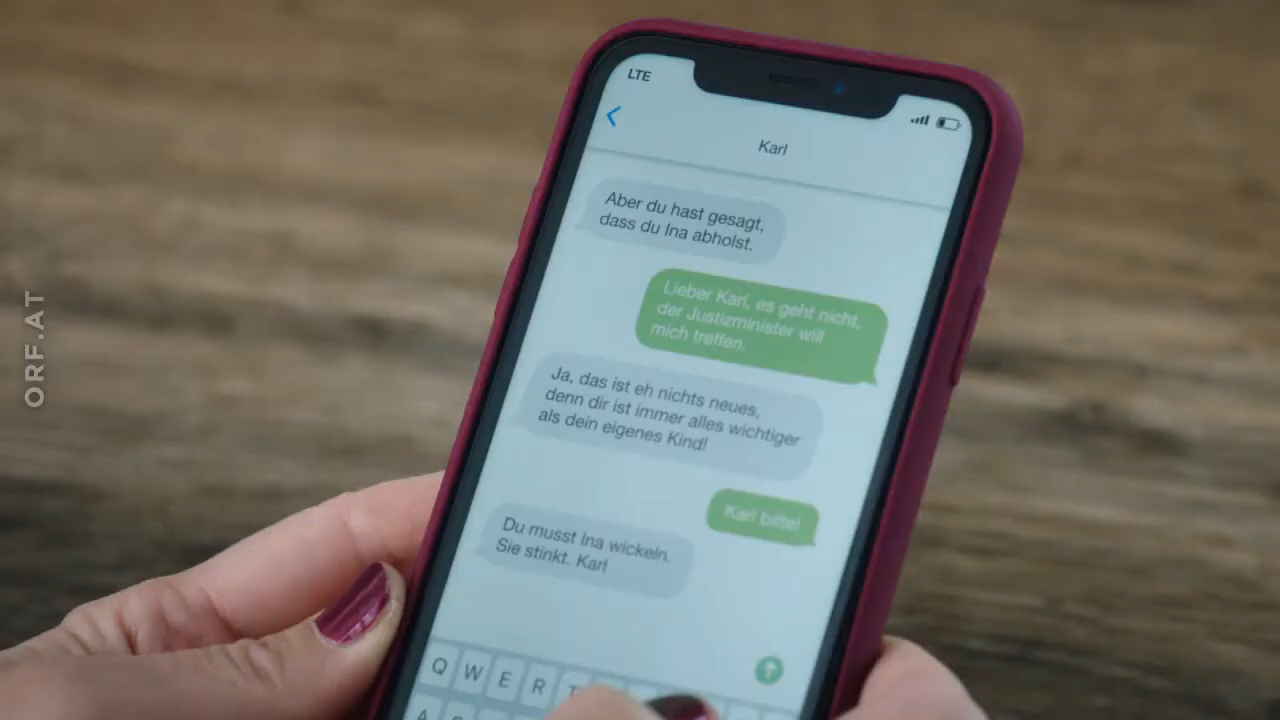 LTE
Karl
Aber du hast gesagt,
dass du Ina abholst.
Lieber Karl, es geht nicht,
der Justizminister will
mich treffen.
Ja, das ist eh nichts neues,
denn dir ist immer alles wichtiger
als dein eigenes Kind!
Karl bitte!
Du musst Ina wickeln.
Sie stinkt. Karl
Q W E R T
A
ORF.AT